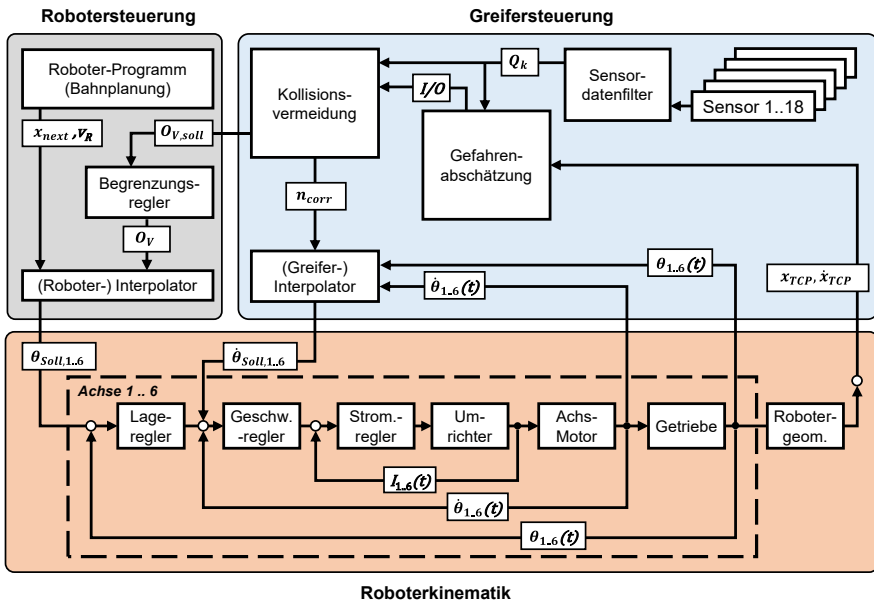 Robotersteuerung
Greifersteuerung
Roboter-Programm
(Bahnplanung)
x_next ,v_R
O_V,soll
Begrenzungs-
regler
O_V
(Roboter-) Interpolator
Kollisions-
vermeidung
Q_k
I/O
Sensor-
datenfilter
Sensor 1..18
Gefahren-
abschätzung
n_corr
(Greifer-)
Interpolator
θ_1..6(t)
θ̇_1..6(t)
x_TCP, ẋ_TCP
θ_Soll,1..6
θ̇_Soll,1..6
Achse 1 .. 6
Lage-
regler
Geschw.
-regler
Strom.-
regler
Um-
richter
Achs-
Motor
Getriebe
Roboter-
geom.
I_1..6(t)
θ̇_1..6(t)
θ_1..6(t)
Roboterkinematik